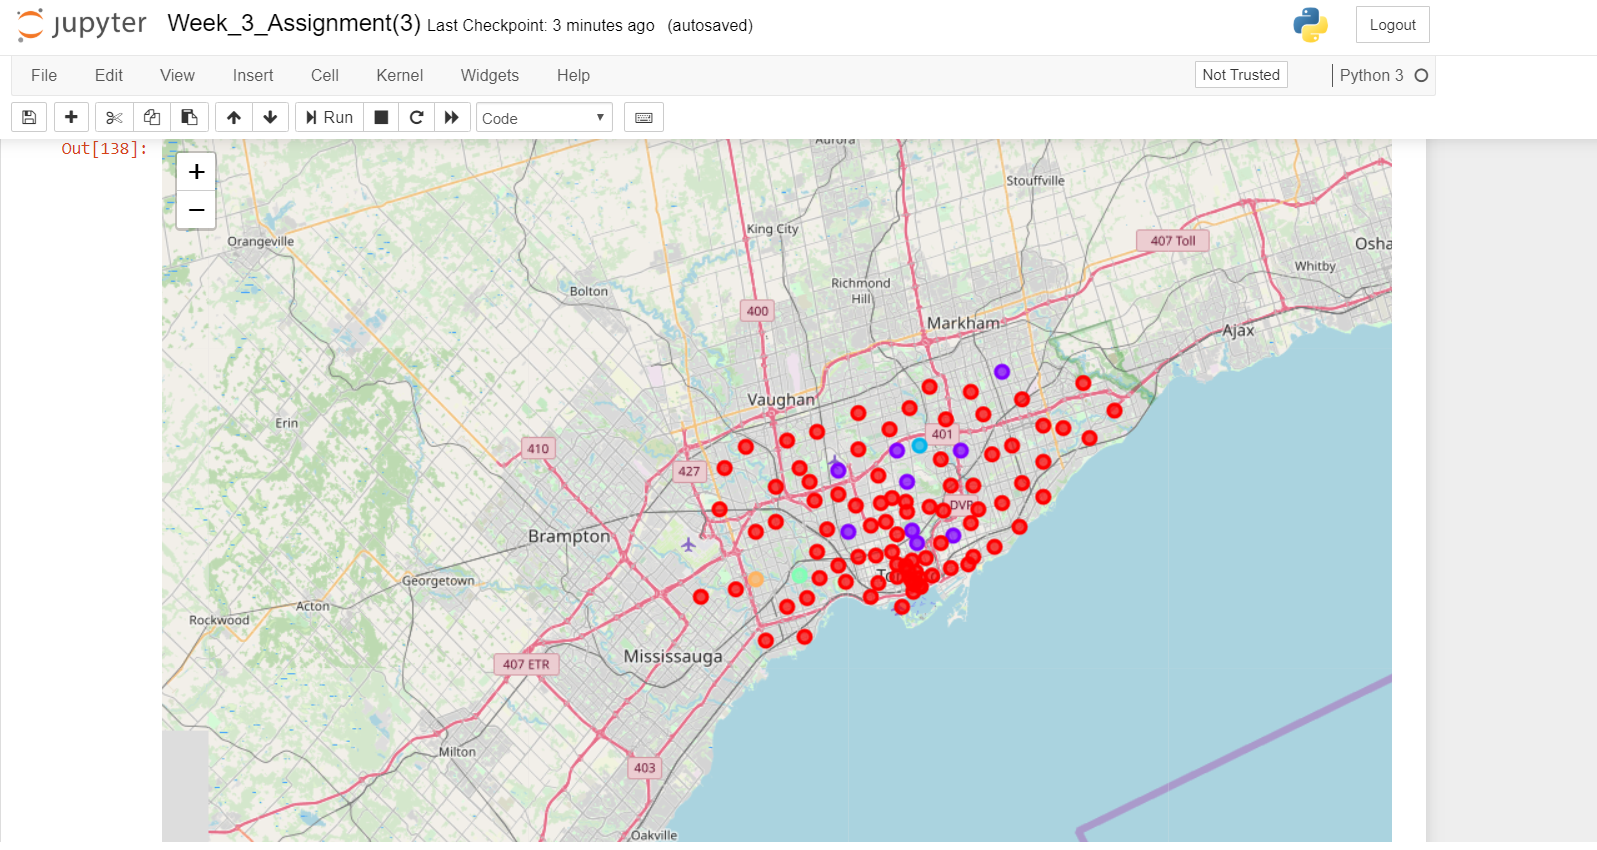 jupyter Week_3_Assignment(3) Last Checkpoint: 3 minutes ago (autosaved) Logout
File Edit View Insert Cell Kernel Widgets Help Not Trusted Python 3
Run Code
Out[138]:
+
−
Aurora
Stouffville
King City
Orangeville
407 Toll
Osha
Whitby
Richmond
Hill
Bolton
400
Markham
Ajax
Vaughan
Erin
401
410
427
DVP
Brampton
Georgetown
Acton
Rockwood
Mississauga
407 ETR
Milton
403
Oakville